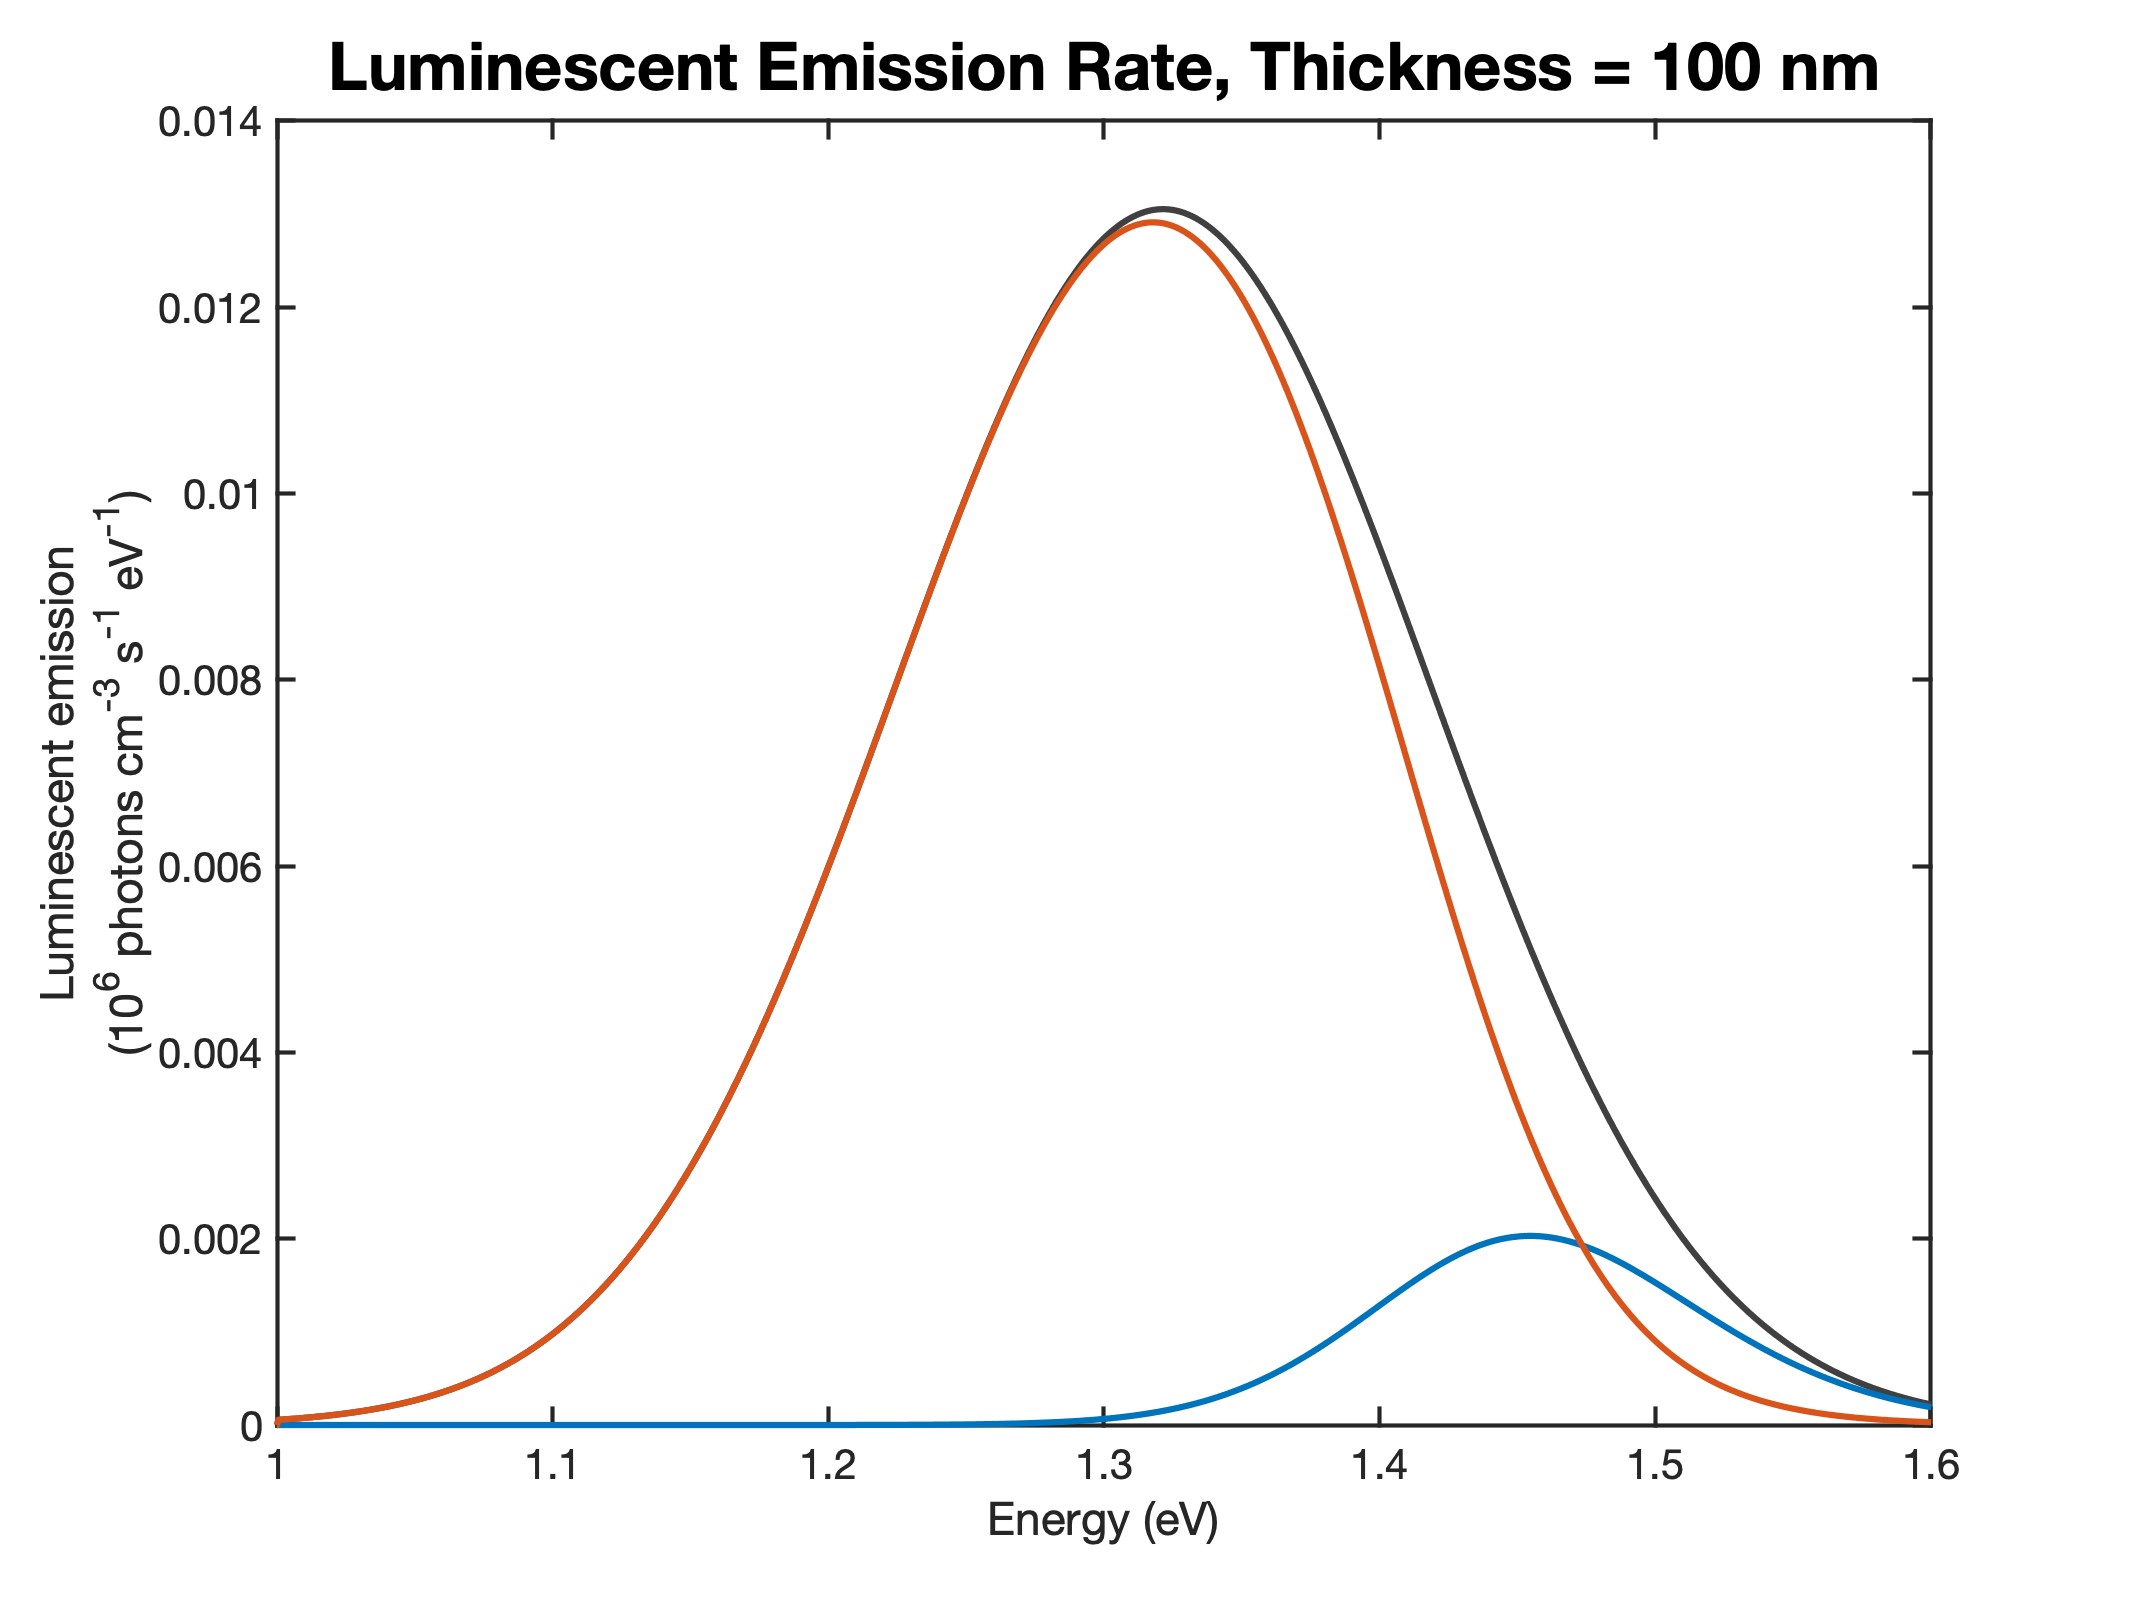 Luminescent Emission Rate, Thickness = 100 nm
0.014
0.012
0.01
0.008
0.006
0.004
0.002
0
Luminescent emission
(10^6 photons cm^-3 s^-1 eV^-1)
1 1.1 1.2 1.3 1.4 1.5 1.6
Energy (eV)